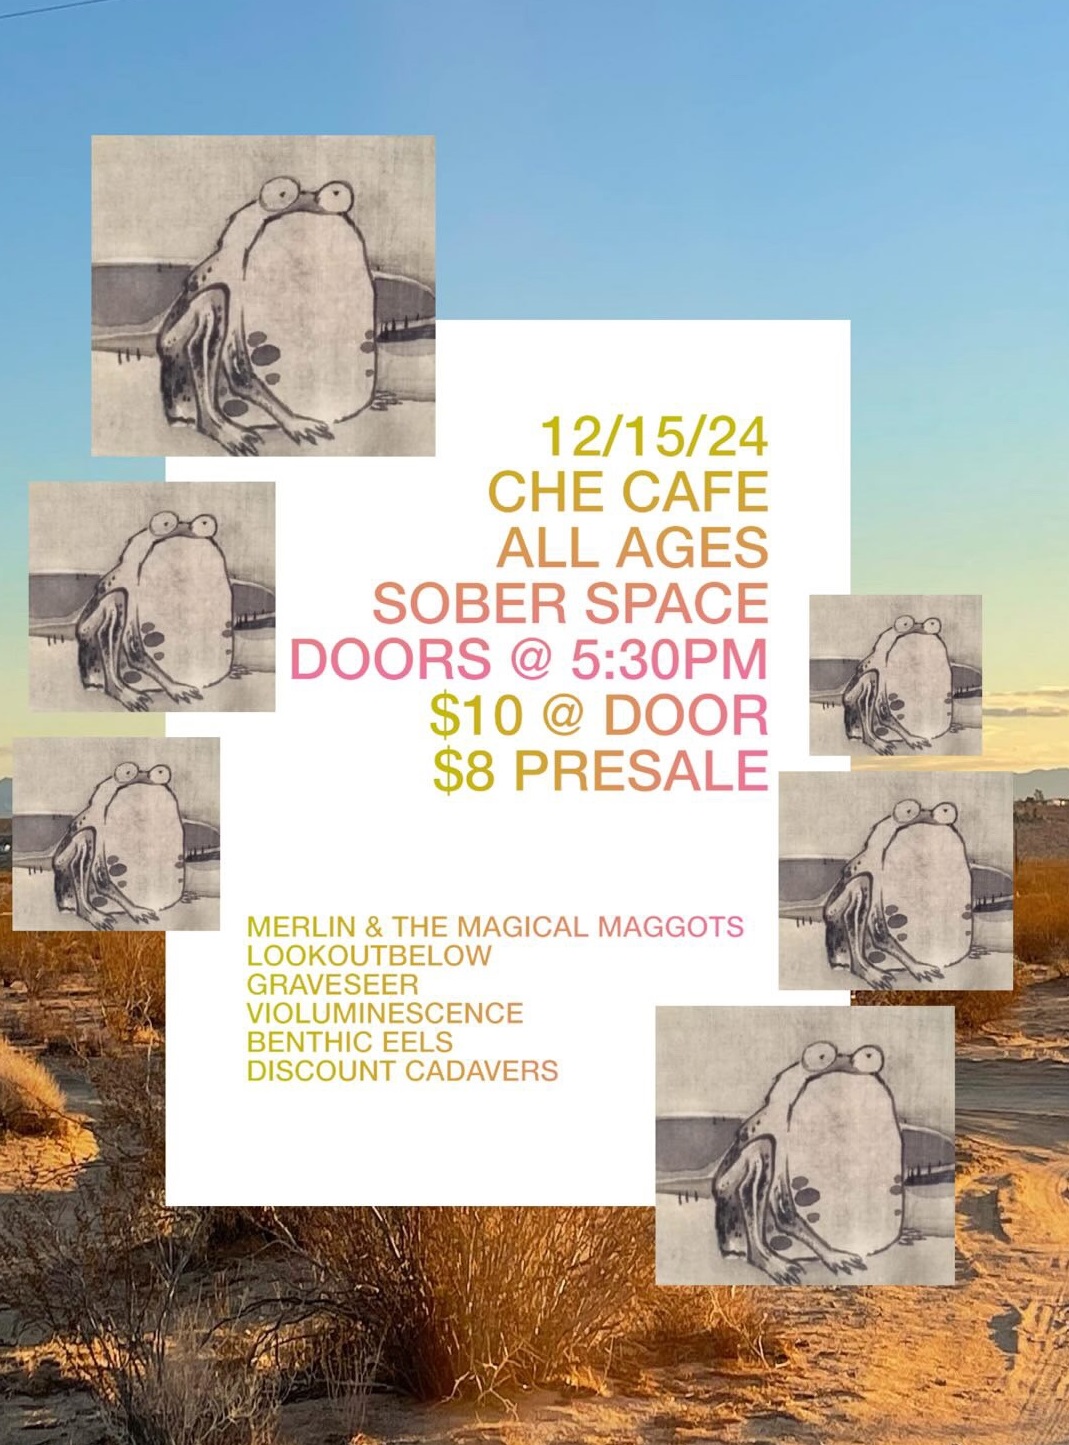 12/15/24
CHE CAFE
ALL AGES
SOBER SPACE
DOORS @ 5:30PM
$10 @ DOOR
$8 PRESALE
MERLIN & THE MAGICAL MAGGOTS
LOOKOUTBELOW
GRAVESEER
VIOLUMINESCENCE
BENTHIC EELS
DISCOUNT CADAVERS